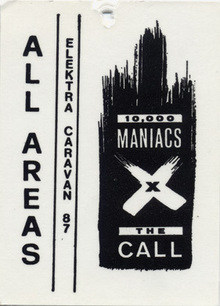 ALL AREAS
ELEKTRA CARAVAN 87
10,000
MANIACS
X
THE
CALL